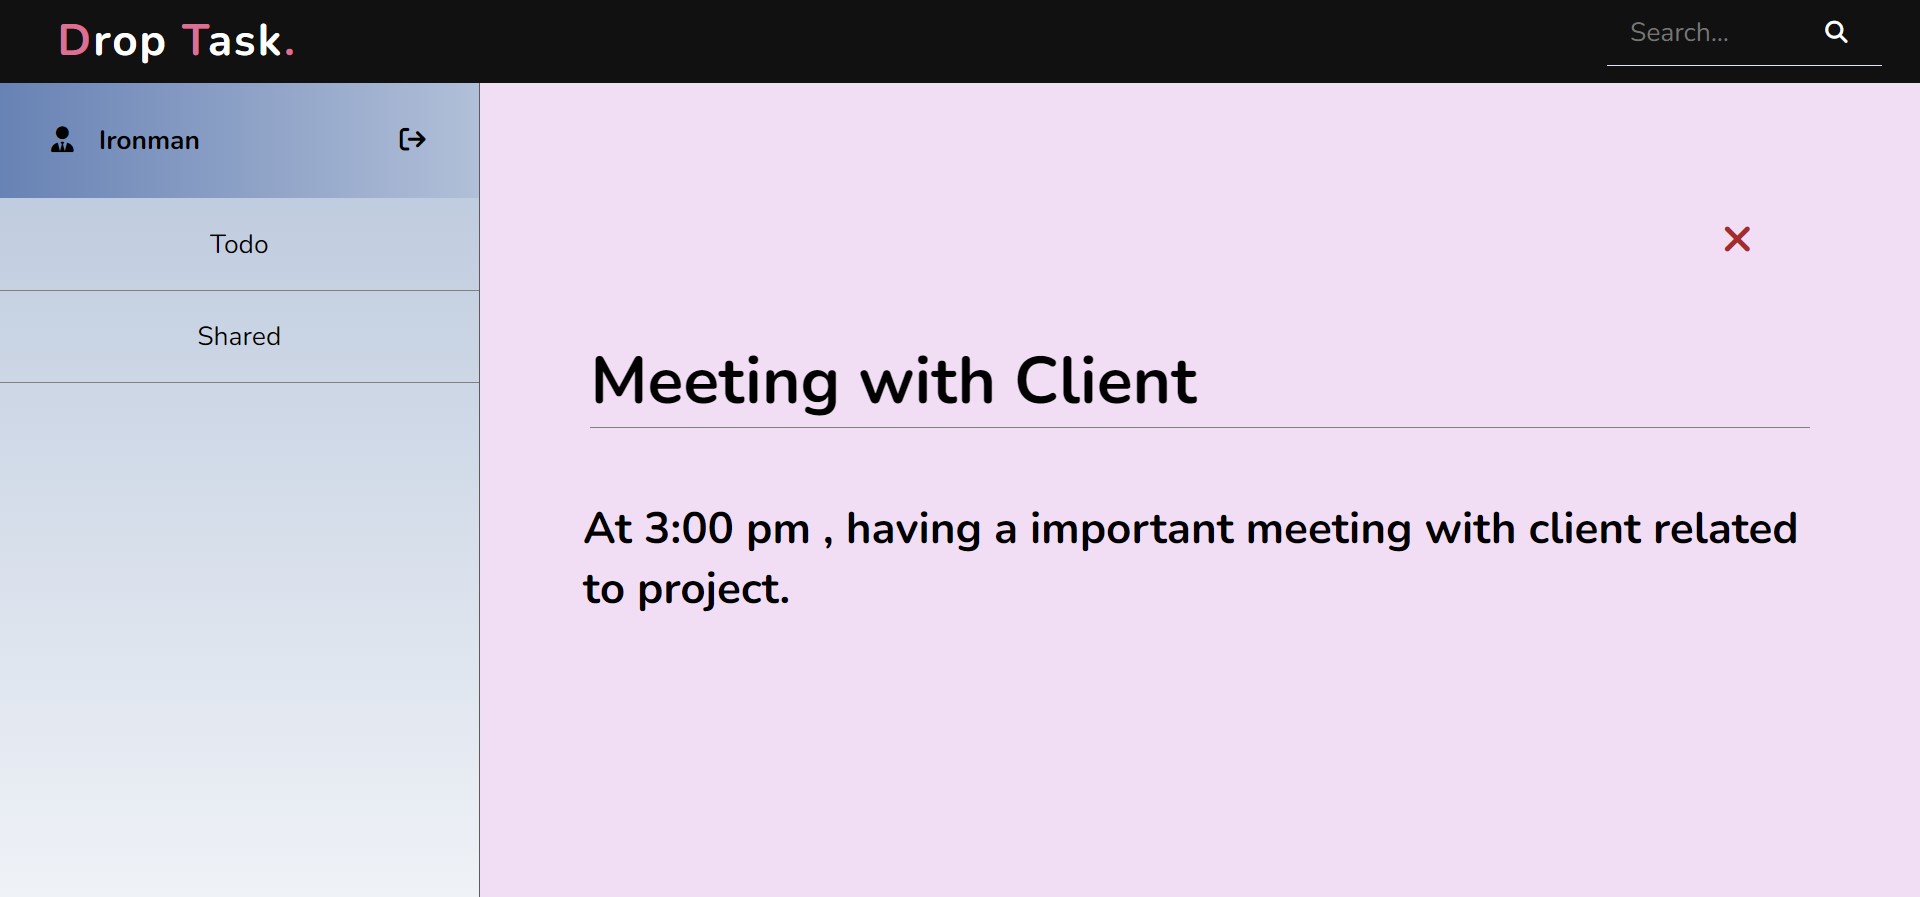 Drop Task.
Search...
Ironman
Todo
Shared
Meeting with Client
At 3:00 pm , having a important meeting with client related
to project.